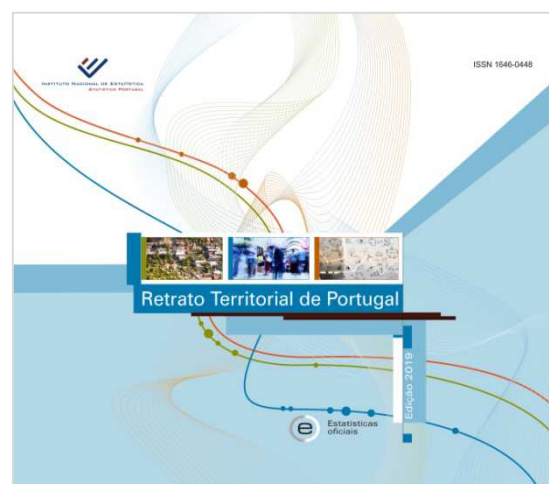 INSTITUTO NACIONAL DE ESTATÍSTICA
STATISTICS PORTUGAL
ISSN 1646-0448
Retrato Territorial de Portugal
Edição 2019
e
Estatísticas
oficiais